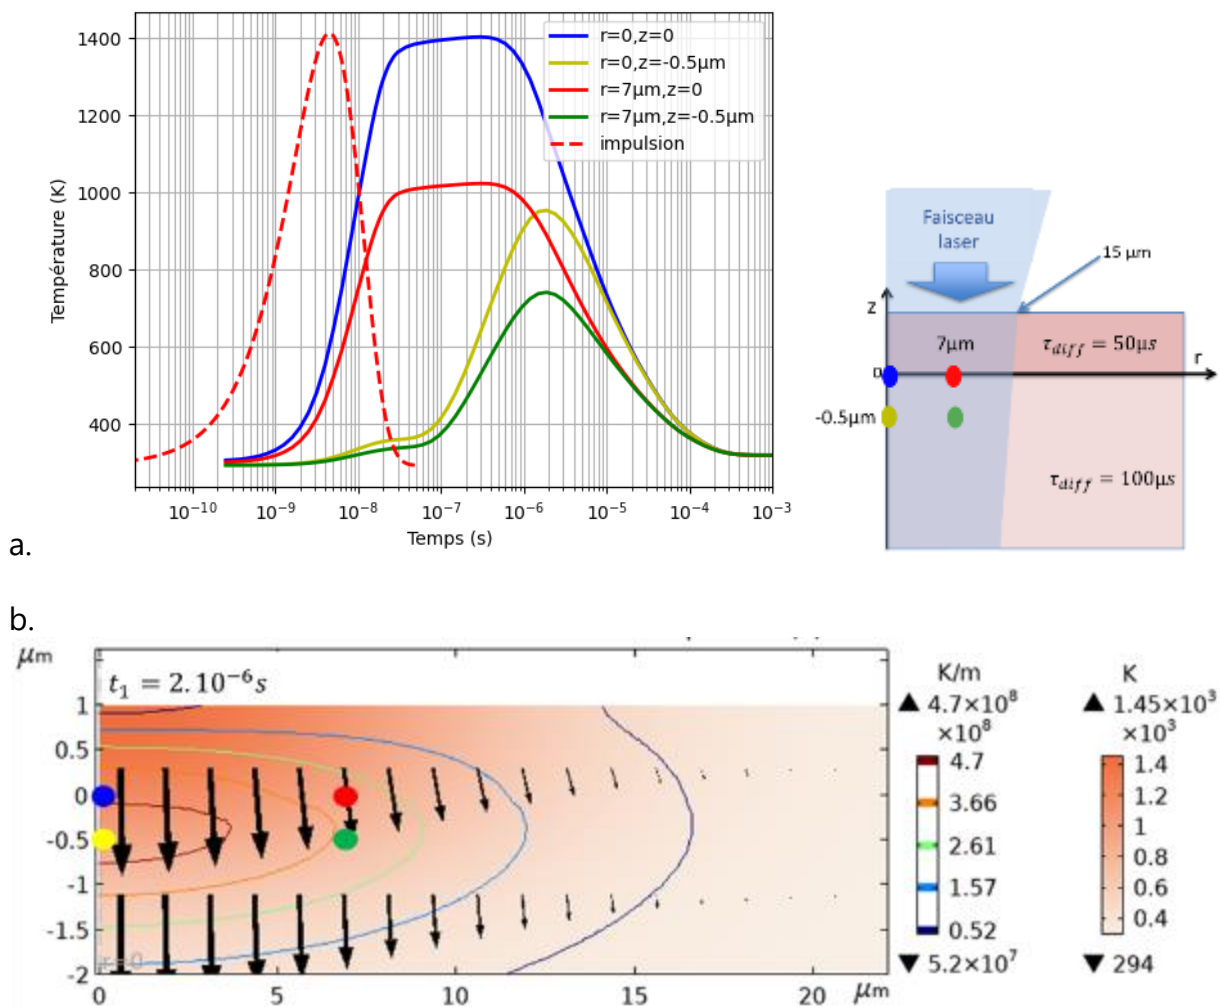 1400
1200
1000
800
600
400
Température (K)
10⁻¹⁰
10⁻⁹
10⁻⁸
10⁻⁷
10⁻⁶
10⁻⁵
10⁻⁴
10⁻³
Temps (s)
r=0,z=0
r=0,z=-0.5µm
r=7µm,z=0
r=7µm,z=-0.5µm
impulsion
Faisceau
laser
15 µm
z
7µm
τ_diff = 50µs
r
0
-0.5µm
τ_diff = 100µs
a.
b.
µm
t₁ = 2.10⁻⁶s
1
0.5
0
-0.5
-1
-1.5
-2
r=0
0
5
10
15
20
µm
K/m
▲ 4.7×10⁸
×10⁸
4.7
3.66
2.61
1.57
0.52
▼ 5.2×10⁷
K
▲ 1.45×10³
×10³
1.4
1.2
1
0.8
0.6
0.4
▼ 294